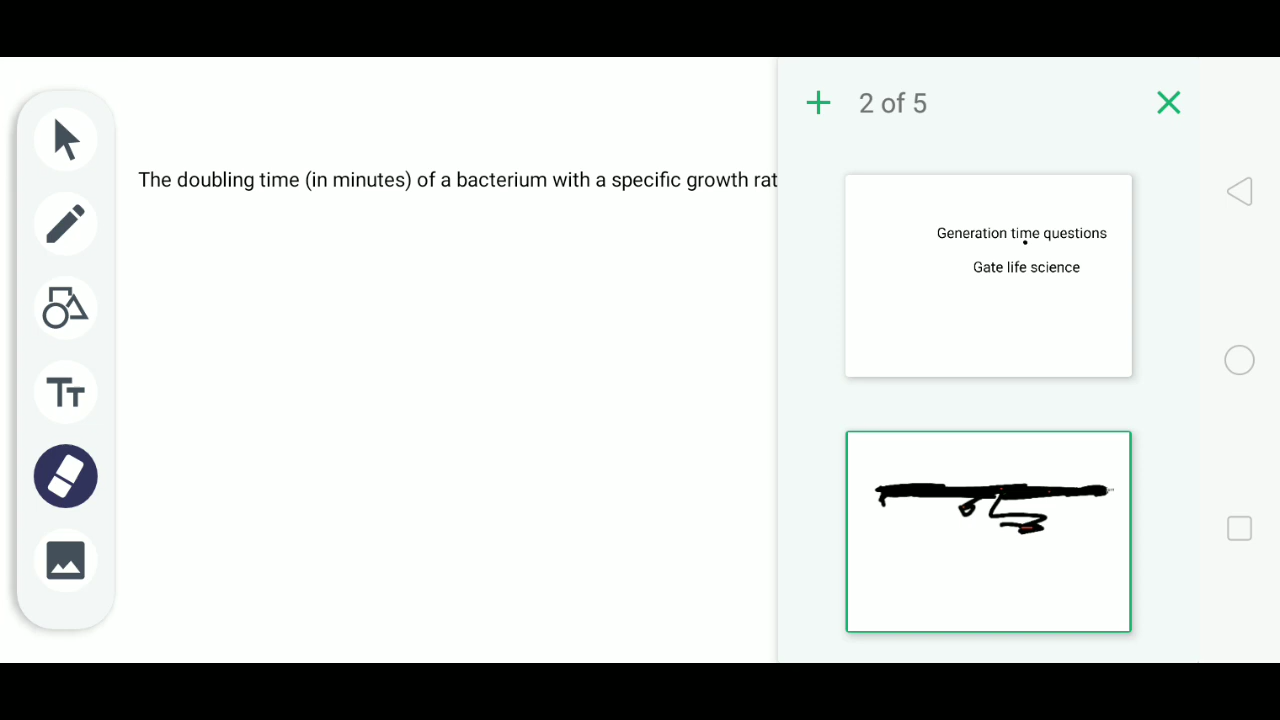 2 of 5
The doubling time (in minutes) of a bacterium with a specific growth rat
Generation time questions
Gate life science
TT